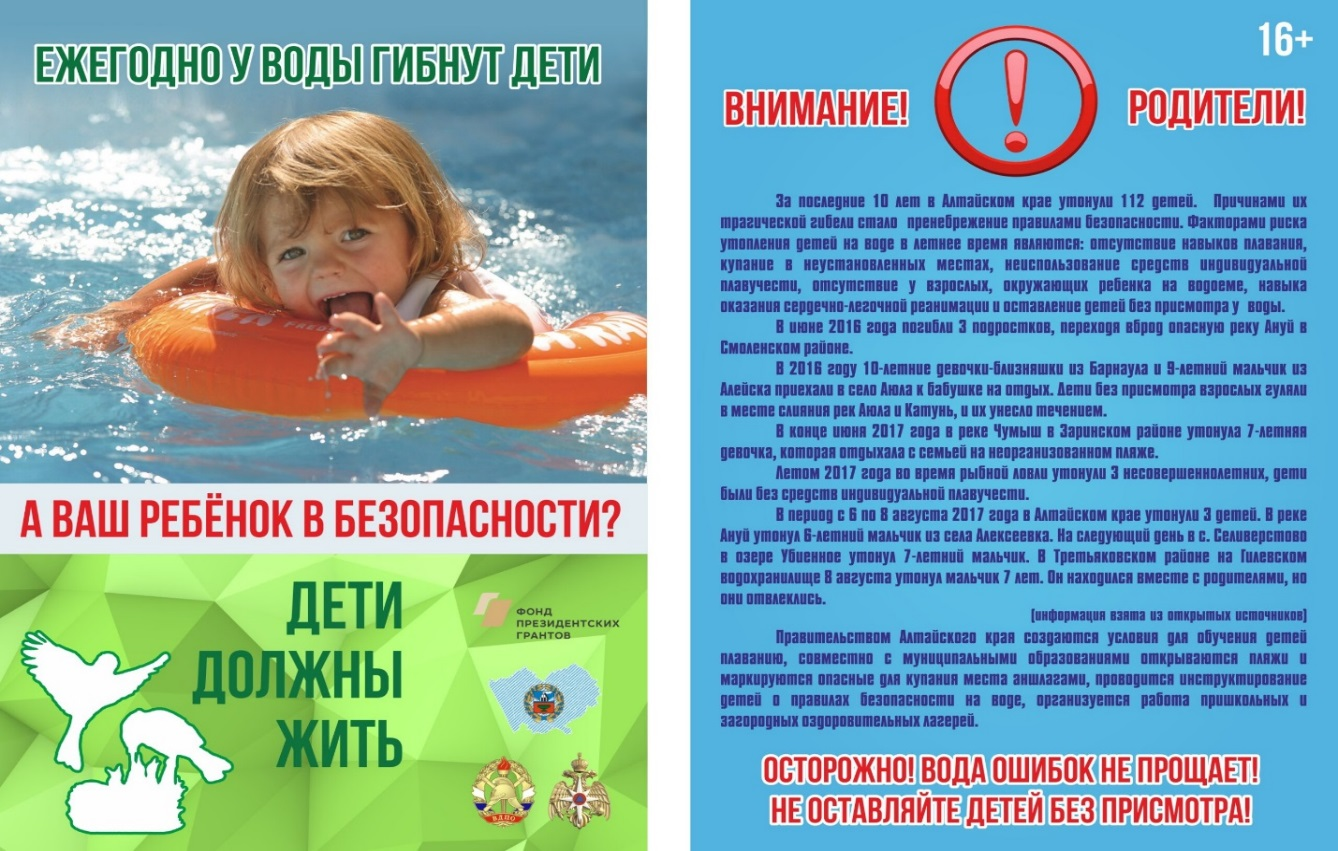 ЕЖЕГОДНО У ВОДЫ ГИБНУТ ДЕТИ
А ВАШ РЕБЁНОК В БЕЗОПАСНОСТИ?
ДЕТИ
ДОЛЖНЫ
ЖИТЬ
ФОНД
ПРЕЗИДЕНТСКИХ
ГРАНТОВ
ВДПО
16+
ВНИМАНИЕ! РОДИТЕЛИ!
За последние 10 лет в Алтайском крае утонули 112 детей. Причинами их
трагической гибели стало пренебрежение правилами безопасности. Факторами риска
утопления детей на воде в летнее время являются: отсутствие навыков плавания,
купание в неустановленных местах, неиспользование средств индивидуальной
плавучести, отсутствие у взрослых, окружающих ребенка на водоеме, навыка
оказания сердечно-легочной реанимации и оставление детей без присмотра у воды.
В июне 2016 года погибли 3 подростков, переходя вброд опасную реку Ануй в
Смоленском районе.
В 2016 году 10-летние девочки-близняшки из Барнаула и 9-летний мальчик из
Алейска приехали в село Аюла к бабушке на отдых. Дети без присмотра взрослых гуляли
в месте слияния рек Аюла и Катунь, и их унесло течением.
В конце июня 2017 года в реке Чумыш в Заринском районе утонула 7-летняя
девочка, которая отдыхала с семьей на неорганизованном пляже.
Летом 2017 года во время рыбной ловли утонули 3 несовершеннолетних, дети
были без средств индивидуальной плавучести.
В период с 6 по 8 августа 2017 года в Алтайском крае утонули 3 детей. В реке
Ануй утонул 6-летний мальчик из села Алексеевка. На следующий день в с. Селиверстово
в озере Убиенное утонул 7-летний мальчик. В Третьяковском районе на Гилевском
водохранилище 8 августа утонул мальчик 7 лет. Он находился вместе с родителями, но
они отвлеклись.
(информация взята из открытых источников)
Правительством Алтайского края создаются условия для обучения детей
плаванию, совместно с муниципальными образованиями открываются пляжи и
маркируются опасные для купания места аншлагами, проводится инструктирование
детей о правилах безопасности на воде, организуется работа пришкольных и
загородных оздоровительных лагерей.
ОСТОРОЖНО! ВОДА ОШИБОК НЕ ПРОЩАЕТ!
НЕ ОСТАВЛЯЙТЕ ДЕТЕЙ БЕЗ ПРИСМОТРА!